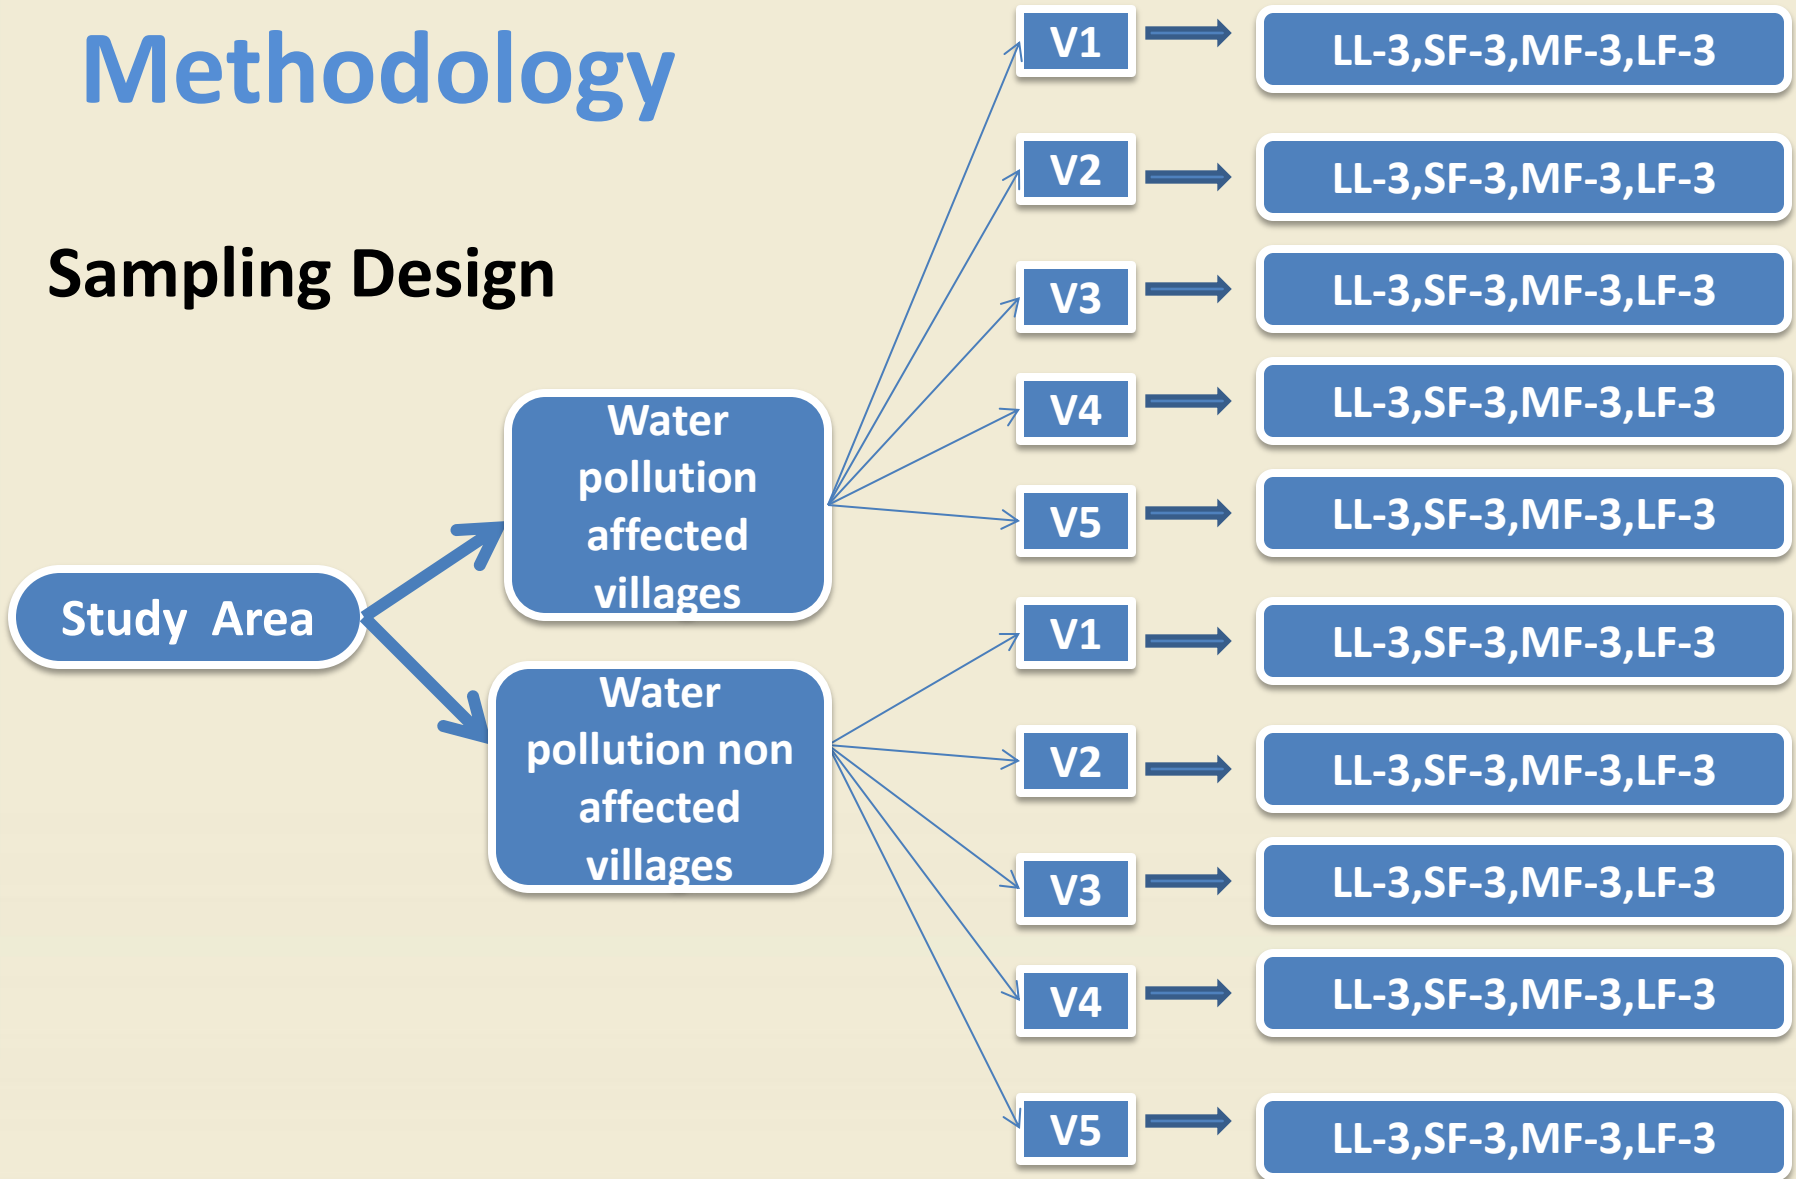 Methodology
Sampling Design
Study  Area
Water
pollution
affected
villages
Water
pollution non
affected
villages
V1
LL-3,SF-3,MF-3,LF-3
V2
LL-3,SF-3,MF-3,LF-3
V3
LL-3,SF-3,MF-3,LF-3
V4
LL-3,SF-3,MF-3,LF-3
V5
LL-3,SF-3,MF-3,LF-3
V1
LL-3,SF-3,MF-3,LF-3
V2
LL-3,SF-3,MF-3,LF-3
V3
LL-3,SF-3,MF-3,LF-3
V4
LL-3,SF-3,MF-3,LF-3
V5
LL-3,SF-3,MF-3,LF-3